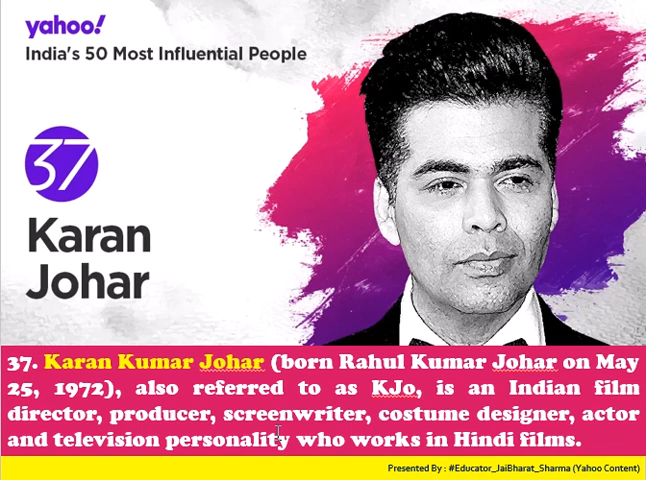 yahoo!
India's 50 Most Influential People
37
Karan
Johar
37. Karan Kumar Johar (born Rahul Kumar Johar on May
25, 1972), also referred to as KJo, is an Indian film
director, producer, screenwriter, costume designer, actor
and television personality who works in Hindi films.
Presented By : #Educator_JaiBharat_Sharma (Yahoo Content)